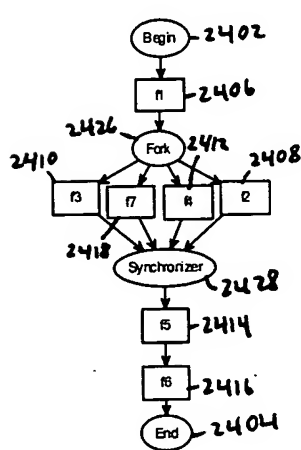 Begin 2402
f1 2406
2426 Fork 2412
2410 f3 f7 f4 f2 2408
2418
Synchronizer 2428
f5 2414
f6 2416
End 2404